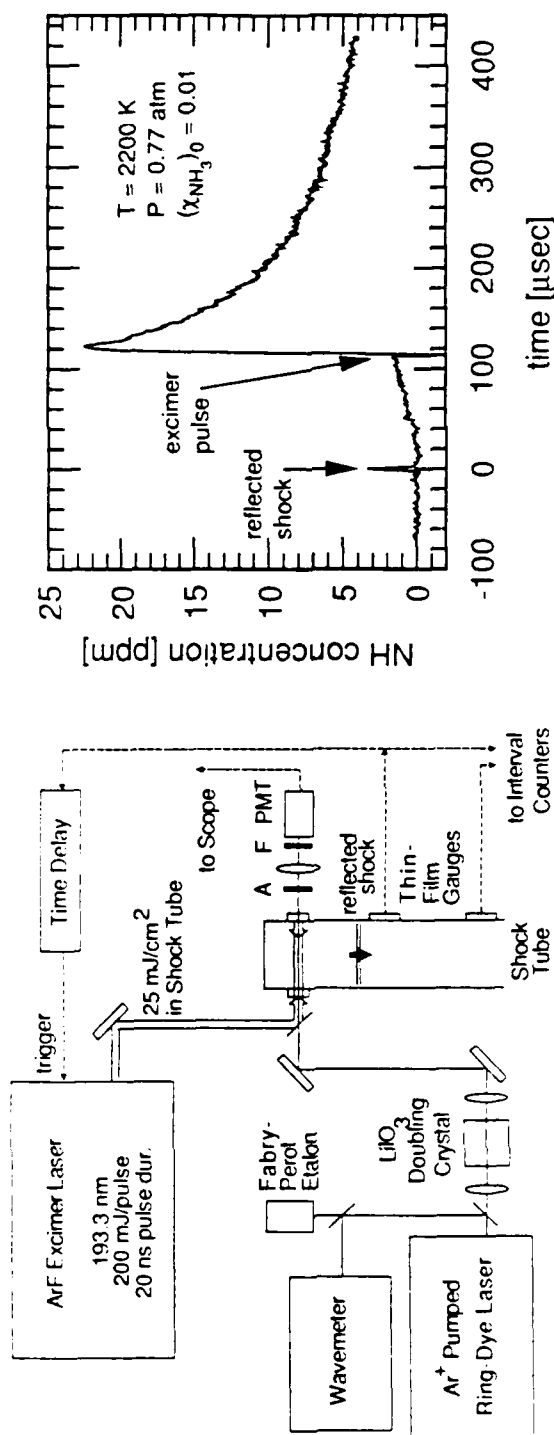 ArF Excimer Laser
193.3 nm
200 mJ/pulse
20 ns pulse dur.
trigger
Time Delay
25 mJ/cm²
in Shock Tube
to Scope
A
F
PMT
reflected
shock
Thin-
Film
Gauges
to Interval
Counters
Shock
Tube
Fabry-
Perot
Etalon
Wavemeter
LiIO₃
Doubling
Crystal
Ar⁺ Pumped
Ring-Dye Laser
NH concentration [ppm]
25
20
15
10
5
0
T = 2200 K
P = 0.77 atm
(χNH₃)₀ = 0.01
excimer
pulse
reflected
shock
-100
0
100
200
300
400
time [μsec]